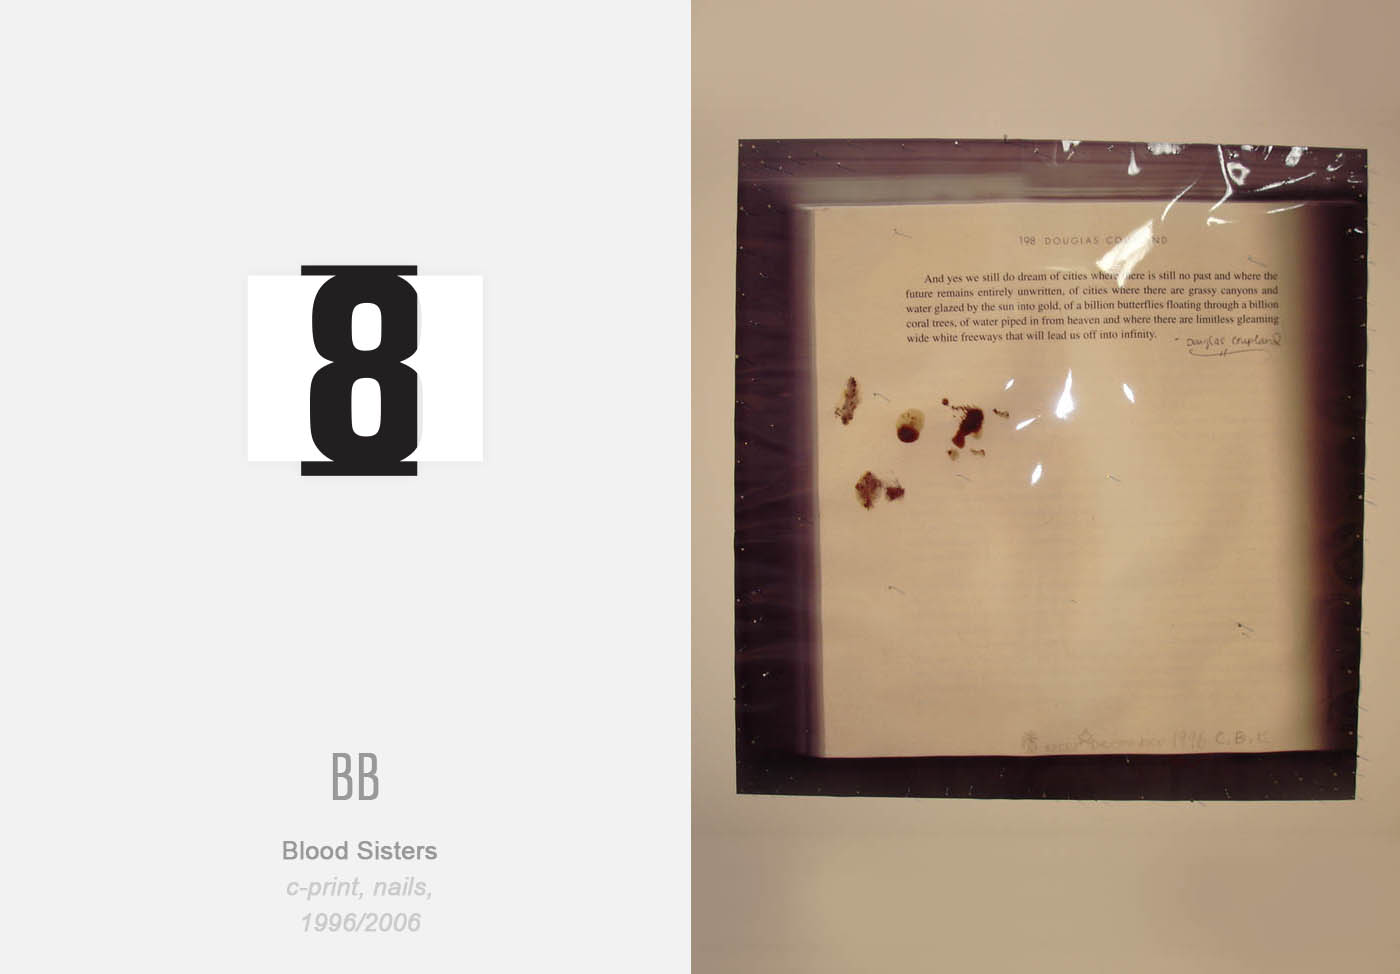 8
BB
Blood Sisters
c-print, nails,
1996/2006
198 DOUGLAS COUPLAND
And yes we still do dream of cities where there is still no past and where the
future remains entirely unwritten, of cities where there are grassy canyons and
water glazed by the sun into gold, of a billion butterflies floating through a billion
coral trees, of water piped in from heaven and where there are limitless gleaming
wide white freeways that will lead us off into infinity.
- Douglas Coupland
December 1996 C.B.K